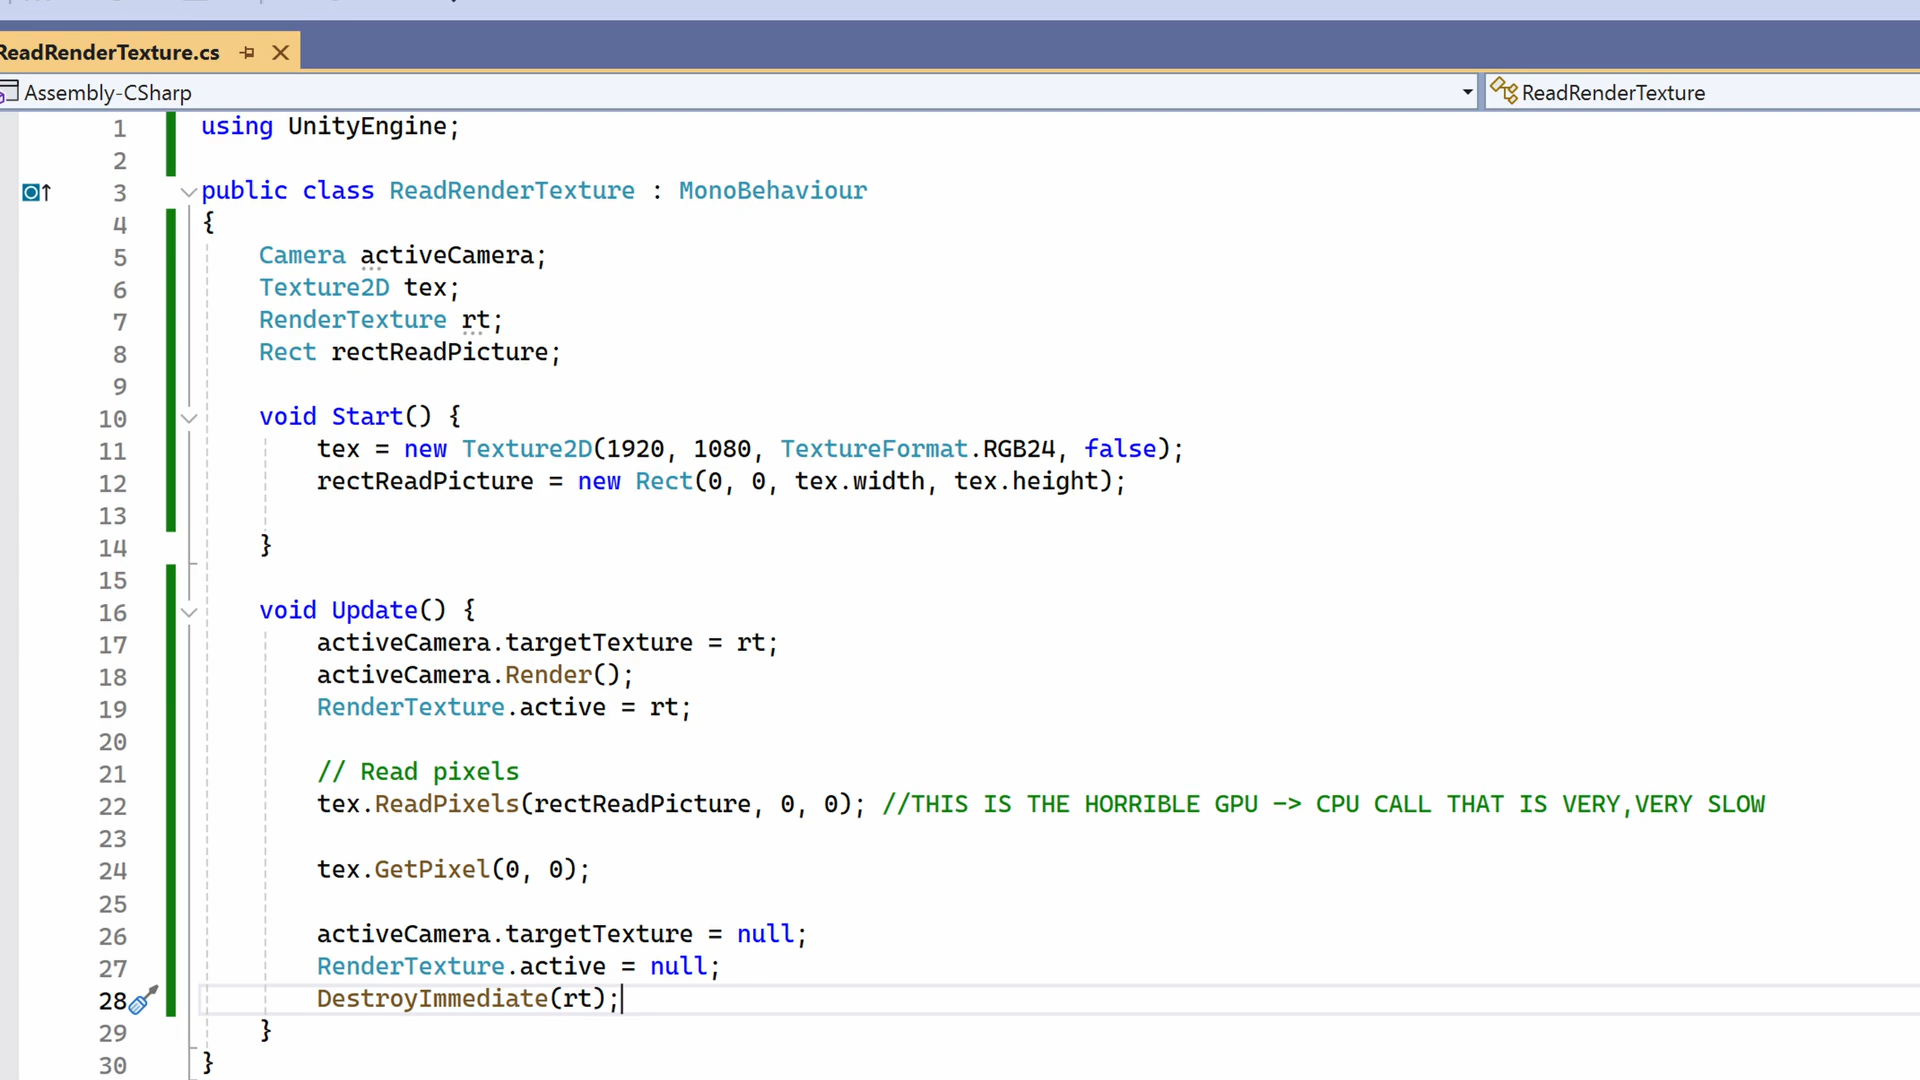 ReadRenderTexture.cs
Assembly-CSharp
ReadRenderTexture
1 using UnityEngine;
2
3 public class ReadRenderTexture : MonoBehaviour
4 {
5 Camera activeCamera;
6 Texture2D tex;
7 RenderTexture rt;
8 Rect rectReadPicture;
9
10 void Start() {
11 tex = new Texture2D(1920, 1080, TextureFormat.RGB24, false);
12 rectReadPicture = new Rect(0, 0, tex.width, tex.height);
13
14 }
15
16 void Update() {
17 activeCamera.targetTexture = rt;
18 activeCamera.Render();
19 RenderTexture.active = rt;
20
21 // Read pixels
22 tex.ReadPixels(rectReadPicture, 0, 0); //THIS IS THE HORRIBLE GPU -> CPU CALL THAT IS VERY,VERY SLOW
23
24 tex.GetPixel(0, 0);
25
26 activeCamera.targetTexture = null;
27 RenderTexture.active = null;
28 DestroyImmediate(rt);
29 }
30 }